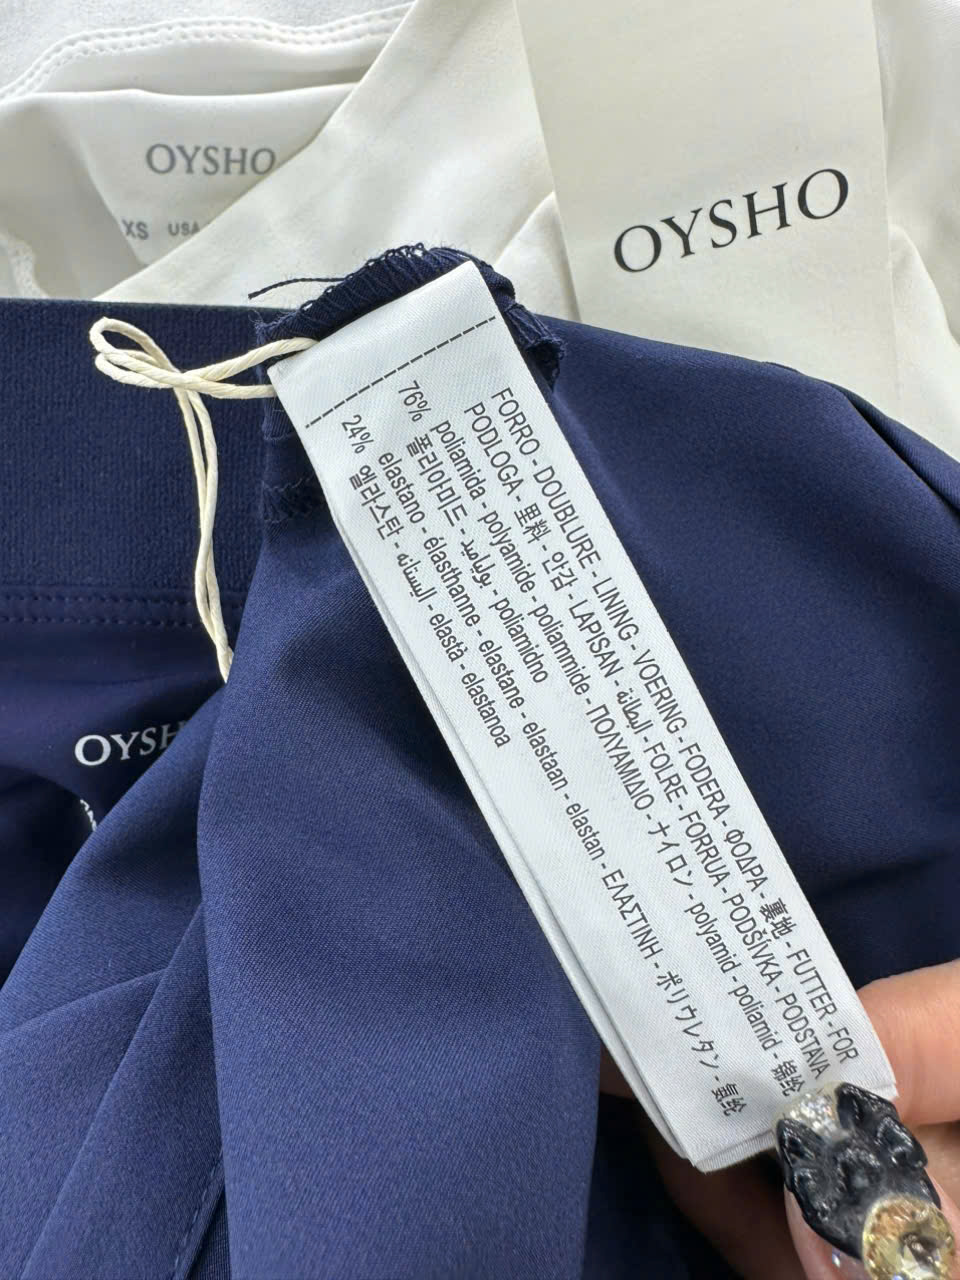 OYSHO
XS USA
OYSHO
FORRO - DOUBLURE - LINING - VOERING - FODERA - ΦΟΔΡΑ - 裏地 - FUTTER - FOR
PODLOGA - 里料 - 안감 - LAPISAN - البطانة - FOLRE - FORRUA - PODŠÍVKA - PODSTAVA
76% poliamida - polyamide - poliammide - ΠΟΛΥΑΜΙΔΙΟ - ナイロン - polyamid - poliamid - 锦纶
폴리아미드 - بولياميد - poliamidno
24% elastano - élasthanne - elastane - elastaan - elastan - ΕΛΑΣΤΙΝΗ - ポリウレタン - 氨纶
엘라스탄 - الاستانه - elastà - elastanoa
OYSH